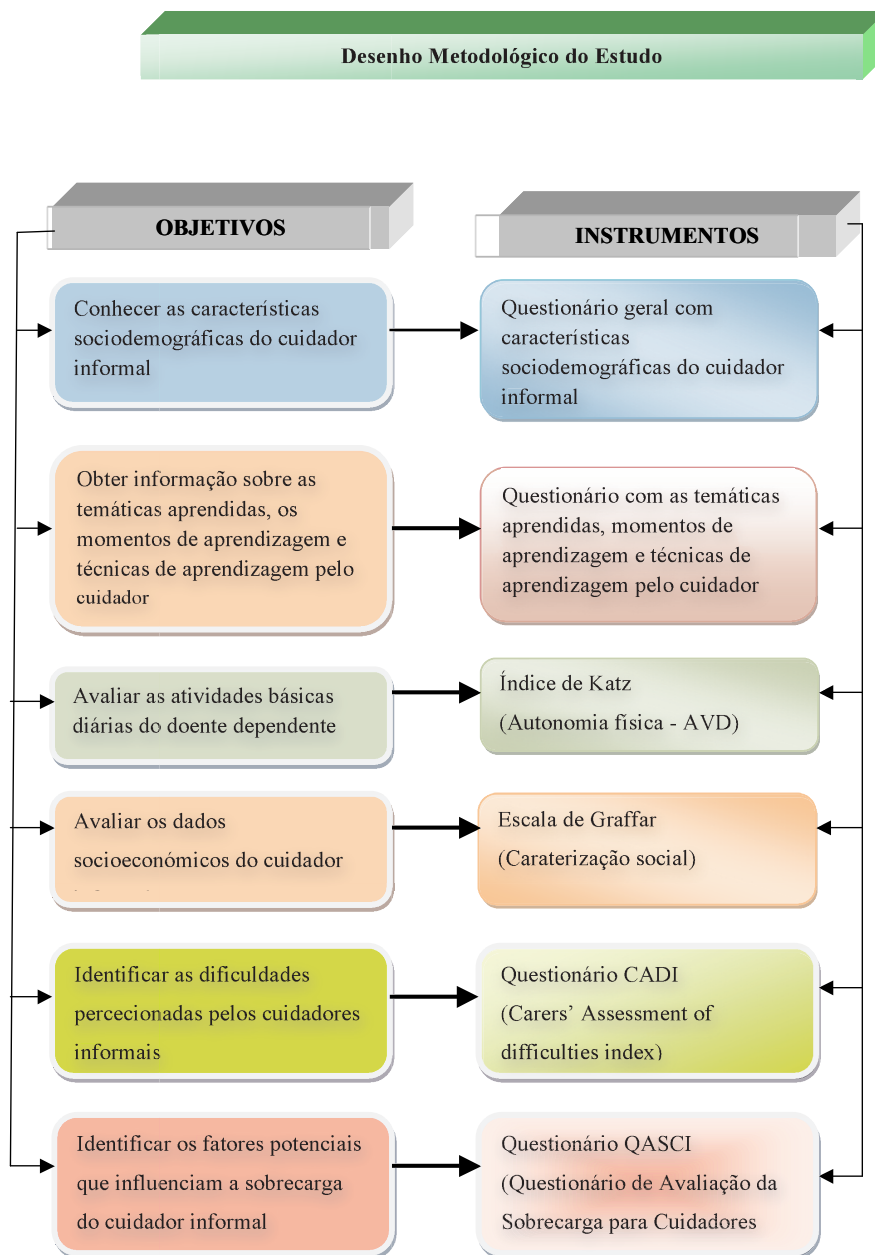 Desenho Metodológico do Estudo
OBJETIVOS
INSTRUMENTOS
Conhecer as características
sociodemográficas do cuidador
informal
Questionário geral com
características
sociodemográficas do cuidador
informal
Obter informação sobre as
temáticas aprendidas, os
momentos de aprendizagem e
técnicas de aprendizagem pelo
cuidador
Questionário com as temáticas
aprendidas, momentos de
aprendizagem e técnicas de
aprendizagem pelo cuidador
Avaliar as atividades básicas
diárias do doente dependente
Índice de Katz
(Autonomia física - AVD)
Avaliar os dados
socioeconómicos do cuidador
Escala de Graffar
(Caraterização social)
Identificar as dificuldades
percecionadas pelos cuidadores
informais
Questionário CADI
(Carers’ Assessment of
difficulties index)
Identificar os fatores potenciais
que influenciam a sobrecarga
do cuidador informal
Questionário QASCI
(Questionário de Avaliação da
Sobrecarga para Cuidadores